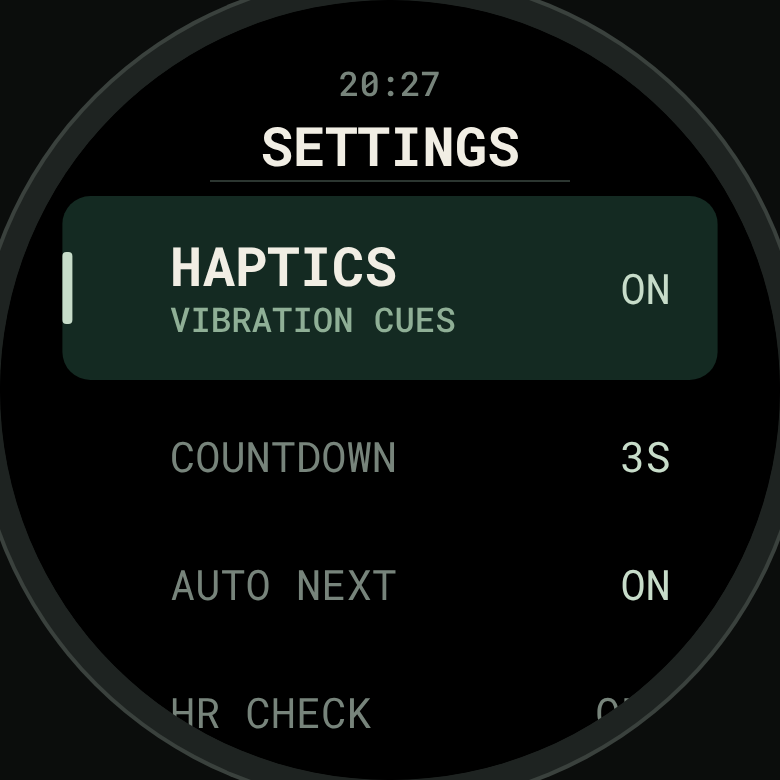 20:27
SETTINGS
HAPTICS
VIBRATION CUES
ON
COUNTDOWN 3S
AUTO NEXT ON
HR CHECK